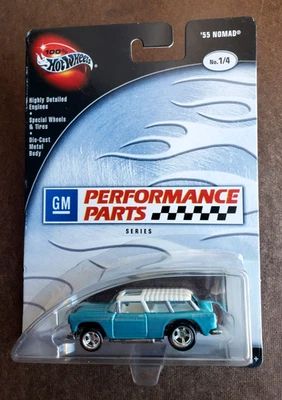 100%
Hot Wheels
'55 NOMAD®
No. 1/4
Highly Detailed
Engines
•
Special Wheels
& Tires
•
Die-Cast
Metal
Body
GM
PERFORMANCE
PARTS
SERIES